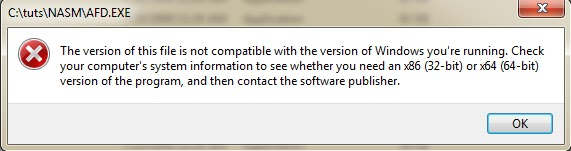 C:\tuts\NASM\AFD.EXE
The version of this file is not compatible with the version of Windows you're running. Check
your computer's system information to see whether you need an x86 (32-bit) or x64 (64-bit)
version of the program, and then contact the software publisher.
OK